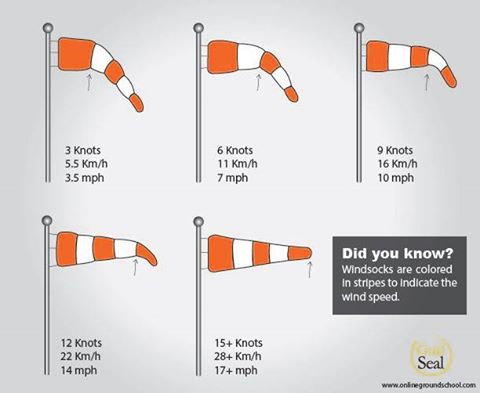 3 Knots
5.5 Km/h
3.5 mph
6 Knots
11 Km/h
7 mph
9 Knots
16 Km/h
10 mph
12 Knots
22 Km/h
14 mph
15+ Knots
28+ Km/h
17+ mph
Did you know?
Windsocks are colored
in stripes to indicate the
wind speed.
Gold
Seal
www.onlinegroundschool.com